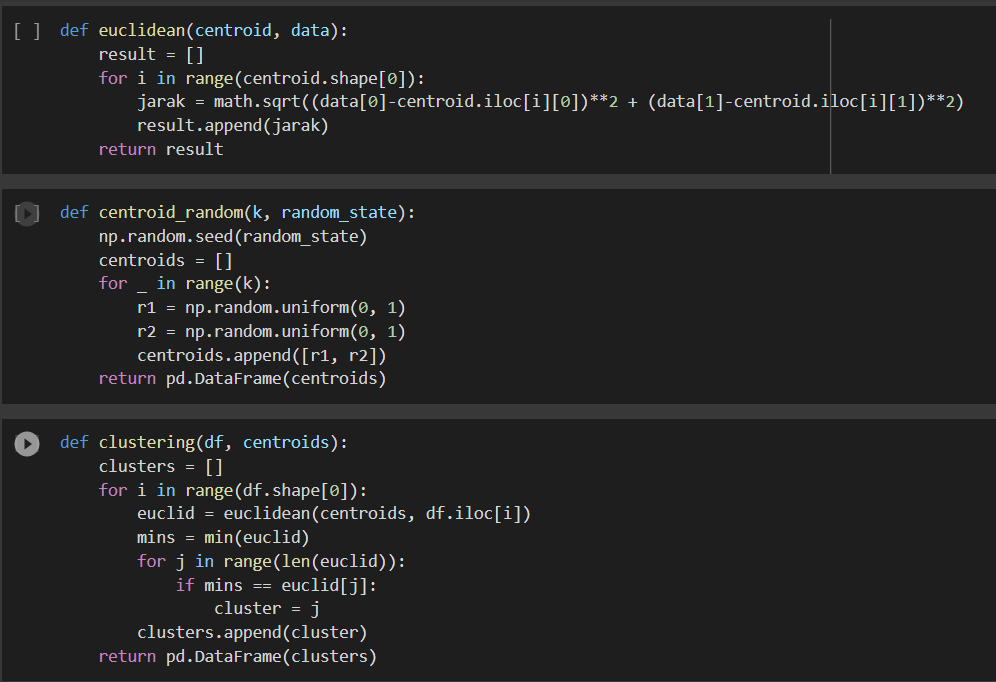 [ ] def euclidean(centroid, data):
    result = []
    for i in range(centroid.shape[0]):
        jarak = math.sqrt((data[0]-centroid.iloc[i][0])**2 + (data[1]-centroid.iloc[i][1])**2)
        result.append(jarak)
    return result
[ ] def centroid_random(k, random_state):
    np.random.seed(random_state)
    centroids = []
    for _ in range(k):
        r1 = np.random.uniform(0, 1)
        r2 = np.random.uniform(0, 1)
        centroids.append([r1, r2])
    return pd.DataFrame(centroids)
def clustering(df, centroids):
    clusters = []
    for i in range(df.shape[0]):
        euclid = euclidean(centroids, df.iloc[i])
        mins = min(euclid)
        for j in range(len(euclid)):
            if mins == euclid[j]:
                cluster = j
        clusters.append(cluster)
    return pd.DataFrame(clusters)